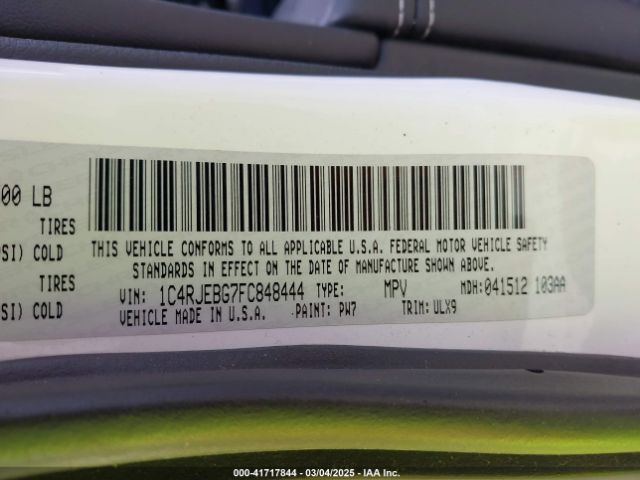 00 LB
TIRES
PSI) COLD
TIRES
SI) COLD
THIS VEHICLE CONFORMS TO ALL APPLICABLE U.S.A. FEDERAL MOTOR VEHICLE SAFETY
STANDARDS IN EFFECT ON THE DATE OF MANUFACTURE SHOWN ABOVE.
VIN: 1C4RJEBG7FC848444 TYPE: MPV MDH: 041512 103AA
VEHICLE MADE IN U.S.A. PAINT: PW7 TRIM: ULX9
000-41717844 — 03/04/2025 — IAA Inc.